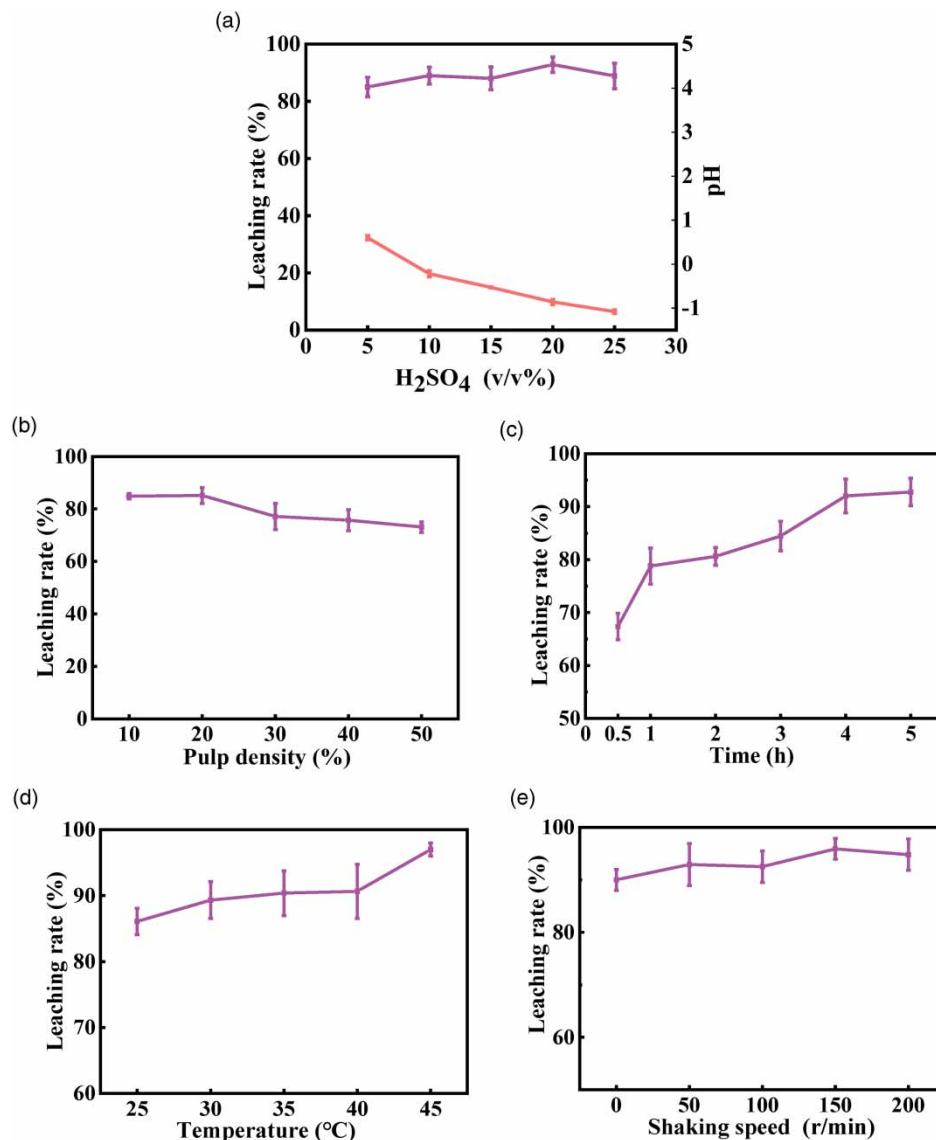 (a)
100
80
60
40
20
0
Leaching rate (%)
5
4
3
2
1
0
-1
pH
0 5 10 15 20 25 30
H₂SO₄ (v/v%)
(b)
100
80
60
40
20
0
Leaching rate (%)
10 20 30 40 50
Pulp density (%)
(c)
100
90
80
70
60
50
Leaching rate (%)
0 0.5 1 2 3 4 5
Time (h)
(d)
100
90
80
70
60
Leaching rate (%)
25 30 35 40 45
Temperature (°C)
(e)
100
80
60
Leaching rate (%)
0 50 100 150 200
Shaking speed (r/min)